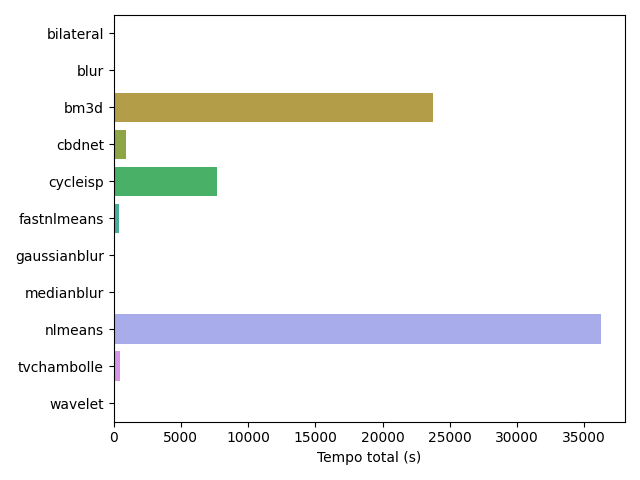 bilateral
blur
bm3d
cbdnet
cycleisp
fastnlmeans
gaussianblur
medianblur
nlmeans
tvchambolle
wavelet
0 5000 10000 15000 20000 25000 30000 35000
Tempo total (s)